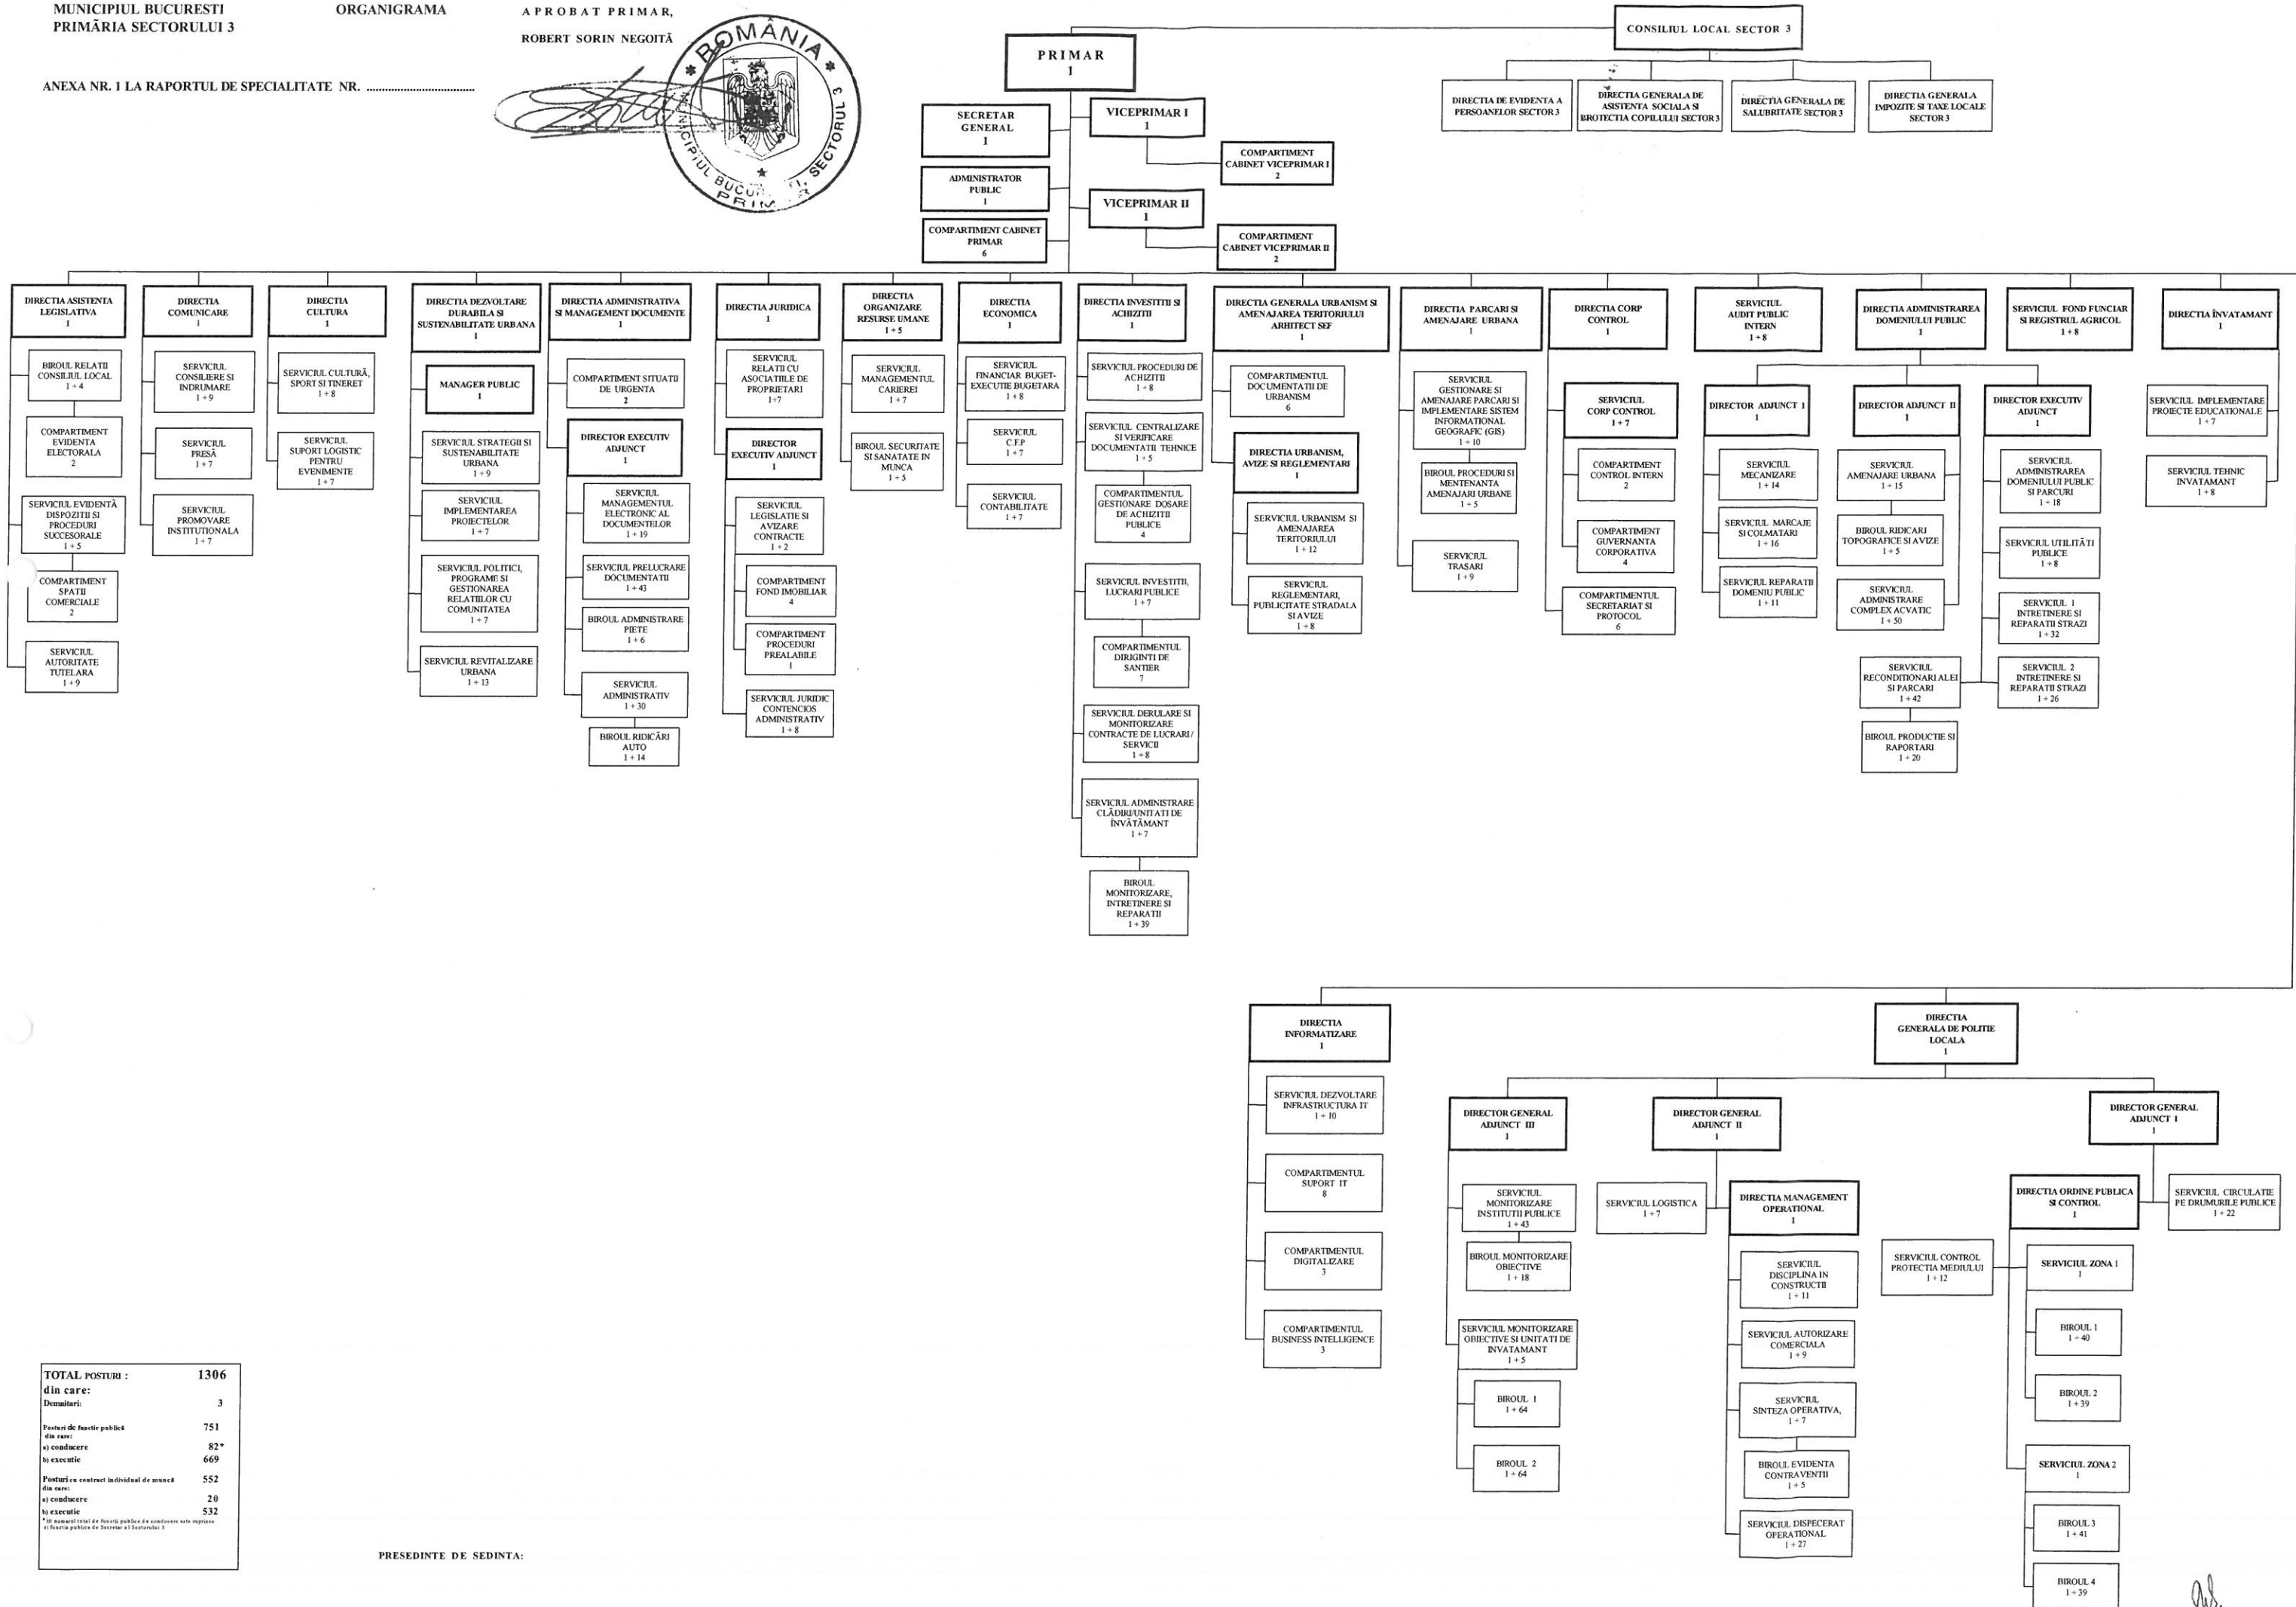 MUNICIPIUL BUCURESTI
PRIMĂRIA SECTORULUI 3
ORGANIGRAMA
APROBAT PRIMAR,
ROBERT SORIN NEGOITĂ
ANEXA NR. 1 LA RAPORTUL DE SPECIALITATE NR. ................................
* ROMÂNIA *
MUNICIPIUL BUCUR TI, SECTORUL 3
PRIMAR
PRIMAR
1
CONSILIUL LOCAL SECTOR 3
DIRECTIA DE EVIDENTA A
PERSOANELOR SECTOR 3
DIRECTIA GENERALA DE
ASISTENTA SOCIALA SI
BROTECTIA COPILULUI SECTOR 3
DIRECTIA GENERALA DE
SALUBRITATE SECTOR 3
DIRECTIA GENERALA
IMPOZITE SI TAXE LOCALE
SECTOR 3
SECRETAR
GENERAL
1
VICEPRIMAR I
1
COMPARTIMENT
CABINET VICEPRIMAR I
2
ADMINISTRATOR
PUBLIC
1
VICEPRIMAR II
1
COMPARTIMENT CABINET
PRIMAR
6
COMPARTIMENT
CABINET VICEPRIMAR II
2
DIRECTIA ASISTENTA
LEGISLATIVA
1
BIROUL RELATII
CONSILIUL LOCAL
1 + 4
COMPARTIMENT
EVIDENTA
ELECTORALA
2
SERVICIUL EVIDENTĂ
DISPOZITII SI
PROCEDURI
SUCCESORALE
1 + 5
COMPARTIMENT
SPATII
COMERCIALE
2
SERVICIUL
AUTORITATE
TUTELARA
1 + 9
DIRECTIA
COMUNICARE
1
SERVICIUL
CONSILIERE SI
INDRUMARE
1 + 9
SERVICIUL
PRESĂ
1 + 7
SERVICIUL
PROMOVARE
INSTITUTIONALA
1 + 7
DIRECTIA
CULTURA
1
SERVICIUL CULTURĂ,
SPORT SI TINERET
1 + 8
SERVICIUL
SUPORT LOGISTIC
PENTRU
EVENIMENTE
1 + 7
DIRECTIA DEZVOLTARE
DURABILA SI
SUSTENABILITATE URBANA
1
MANAGER PUBLIC
1
SERVICIUL STRATEGII SI
SUSTENABILITATE
URBANA
1 + 9
SERVICIUL
IMPLEMENTAREA
PROIECTELOR
1 + 7
SERVICIUL POLITICI,
PROGRAME SI
GESTIONAREA
RELATIILOR CU
COMUNITATEA
1 + 7
SERVICIUL REVITALIZARE
URBANA
1 + 13
DIRECTIA ADMINISTRATIVA
SI MANAGEMENT DOCUMENTE
1
COMPARTIMENT SITUATII
DE URGENTA
2
DIRECTOR EXECUTIV
ADJUNCT
1
SERVICIUL
MANAGEMENTUL
ELECTRONIC AL
DOCUMENTELOR
1 + 19
SERVICIUL PRELUCRARE
DOCUMENTATII
1 + 43
BIROUL ADMINISTRARE
PIETE
1 + 6
SERVICIUL
ADMINISTRATIV
1 + 30
BIROUL RIDICĂRI
AUTO
1 + 14
DIRECTIA JURIDICA
1
SERVICIUL
RELATII CU
ASOCIATIILE DE
PROPRIETARI
1+7
DIRECTOR
EXECUTIV ADJUNCT
1
SERVICIUL
LEGISLATIE SI
AVIZARE
CONTRACTE
1 + 2
COMPARTIMENT
FOND IMOBILIAR
4
COMPARTIMENT
PROCEDURI
PREALABILE
1
SERVICIUL JURIDIC
CONTENCIOS
ADMINISTRATIV
1 + 8
DIRECTIA
ORGANIZARE
RESURSE UMANE
1 + 5
SERVICIUL
MANAGEMENTUL
CARIEREI
1 + 7
BIROUL SECURITATE
SI SANATATE IN
MUNCA
1 + 5
DIRECTIA
ECONOMICA
1
SERVICIUL
FINANCIAR BUGET-
EXECUTIE BUGETARA
1 + 8
SERVICIUL
C.F.P
1 + 7
SERVICIUL
CONTABILITATE
1 + 7
DIRECTIA INVESTITII SI
ACHIZITII
1
SERVICIUL PROCEDURI DE
ACHIZITII
1 + 8
SERVICIUL CENTRALIZARE
SI VERIFICARE
DOCUMENTATII TEHNICE
1 + 5
COMPARTIMENTUL
GESTIONARE DOSARE
DE ACHIZITII
PUBLICE
4
SERVICIUL INVESTITII,
LUCRARI PUBLICE
1 + 7
COMPARTIMENTUL
DIRIGINTI DE
SANTIER
7
SERVICIUL DERULARE SI
MONITORIZARE
CONTRACTE DE LUCRARI /
SERVICII
1 + 8
SERVICIUL ADMINISTRARE
CLĂDIRI/UNITATI DE
ÎNVĂTĂMANT
1 + 7
BIROUL
MONITORIZARE,
INTRETINERE SI
REPARATII
1 + 39
DIRECTIA GENERALA URBANISM SI
AMENAJAREA TERITORIULUI
ARHITECT SEF
1
COMPARTIMENTUL
DOCUMENTATII DE
URBANISM
6
DIRECTIA URBANISM,
AVIZE SI REGLEMENTARI
1
SERVICIUL URBANISM SI
AMENAJAREA
TERITORIULUI
1 + 12
SERVICIUL
REGLEMENTARI,
PUBLICITATE STRADALA
SI AVIZE
1 + 8
DIRECTIA PARCARI SI
AMENAJARE URBANA
1
SERVICIUL
GESTIONARE SI
AMENAJARE PARCARI SI
IMPLEMENTARE SISTEM
INFORMATIONAL
GEOGRAFIC (GIS)
1 + 10
BIROUL PROCEDURI SI
MENTENANTA
AMENAJARI URBANE
1 + 5
SERVICIUL
TRASARI
1 + 9
DIRECTIA CORP
CONTROL
1
SERVICIUL
CORP CONTROL
1 + 7
COMPARTIMENT
CONTROL INTERN
2
COMPARTIMENT
GUVERNANTA
CORPORATIVA
4
COMPARTIMENTUL
SECRETARIAT SI
PROTOCOL
6
SERVICIUL
AUDIT PUBLIC
INTERN
1 + 8
DIRECTIA ADMINISTRAREA
DOMENIULUI PUBLIC
1
DIRECTOR ADJUNCT I
1
SERVICIUL
MECANIZARE
1 + 14
SERVICIUL MARCAJE
SI COLMATARI
1 + 16
SERVICIUL REPARATII
DOMENIU PUBLIC
1 + 11
DIRECTOR ADJUNCT II
1
SERVICIUL
AMENAJARE URBANA
1 + 15
BIROUL RIDICARI
TOPOGRAFICE SI AVIZE
1 + 5
SERVICIUL
ADMINISTRARE
COMPLEX ACVATIC
1 + 50
DIRECTOR EXECUTIV
ADJUNCT
1
SERVICIUL
ADMINISTRAREA
DOMENIULUI PUBLIC
SI PARCURI
1 + 18
SERVICIUL UTILITĂTI
PUBLICE
1 + 8
SERVICIUL 1
INTRETINERE SI
REPARATII STRAZI
1 + 32
SERVICIUL 2
INTRETINERE SI
REPARATII STRAZI
1 + 26
SERVICIUL
RECONDITIONARI ALEI
SI PARCARI
1 + 42
BIROUL PRODUCTIE SI
RAPORTARI
1 + 20
SERVICIUL FOND FUNCIAR
SI REGISTRUL AGRICOL
1 + 8
DIRECTIA ÎNVATAMANT
1
SERVICIUL IMPLEMENTARE
PROIECTE EDUCATIONALE
1 + 7
SERVICIUL TEHNIC
INVATAMANT
1 + 8
DIRECTIA
INFORMATIZARE
1
SERVICIUL DEZVOLTARE
INFRASTRUCTURA IT
1 + 10
COMPARTIMENTUL
SUPORT IT
8
COMPARTIMENTUL
DIGITALIZARE
3
COMPARTIMENTUL
BUSINESS INTELLIGENCE
3
DIRECTIA
GENERALA DE POLITIE
LOCALA
1
DIRECTOR GENERAL
ADJUNCT III
1
SERVICIUL
MONITORIZARE
INSTITUTII PUBLICE
1 + 43
BIROUL MONITORIZARE
OBIECTIVE
1 + 18
SERVICIUL MONITORIZARE
OBIECTIVE SI UNITATI DE
INVATAMANT
1 + 5
BIROUL 1
1 + 64
BIROUL 2
1 + 64
DIRECTOR GENERAL
ADJUNCT II
1
SERVICIUL LOGISTICA
1 + 7
DIRECTIA MANAGEMENT
OPERATIONAL
1
SERVICIUL
DISCIPLINA IN
CONSTRUCTII
1 + 11
SERVICIUL AUTORIZARE
COMERCIALA
1 + 9
SERVICIUL
SINTEZA OPERATIVA,
1 + 7
BIROUL EVIDENTA
CONTRAVENTII
1 + 5
SERVICIUL DISPECERAT
OPERATIONAL
1 + 27
DIRECTOR GENERAL
ADJUNCT I
1
DIRECTIA ORDINE PUBLICA
SI CONTROL
1
SERVICIUL CIRCULATIE
PE DRUMURILE PUBLICE
1 + 22
SERVICIUL CONTROL
PROTECTIA MEDIULUI
1 + 12
SERVICIUL ZONA 1
1
BIROUL 1
1 + 40
BIROUL 2
1 + 39
SERVICIUL ZONA 2
1
BIROUL 3
1 + 41
BIROUL 4
1 + 39
TOTAL POSTURI : 1306
din care:
Demnitari: 3
Posturi de functie publică 751
din care:
a) conducere 82*
b) executie 669
Posturi cu contract individual de muncă 552
din care:
a) conducere 20
b) executie 532
* in numarul total de functii publice de conducere este cuprinsa
si functia publica de Secretar al Sectorului 3
PRESEDINTE DE SEDINTA: